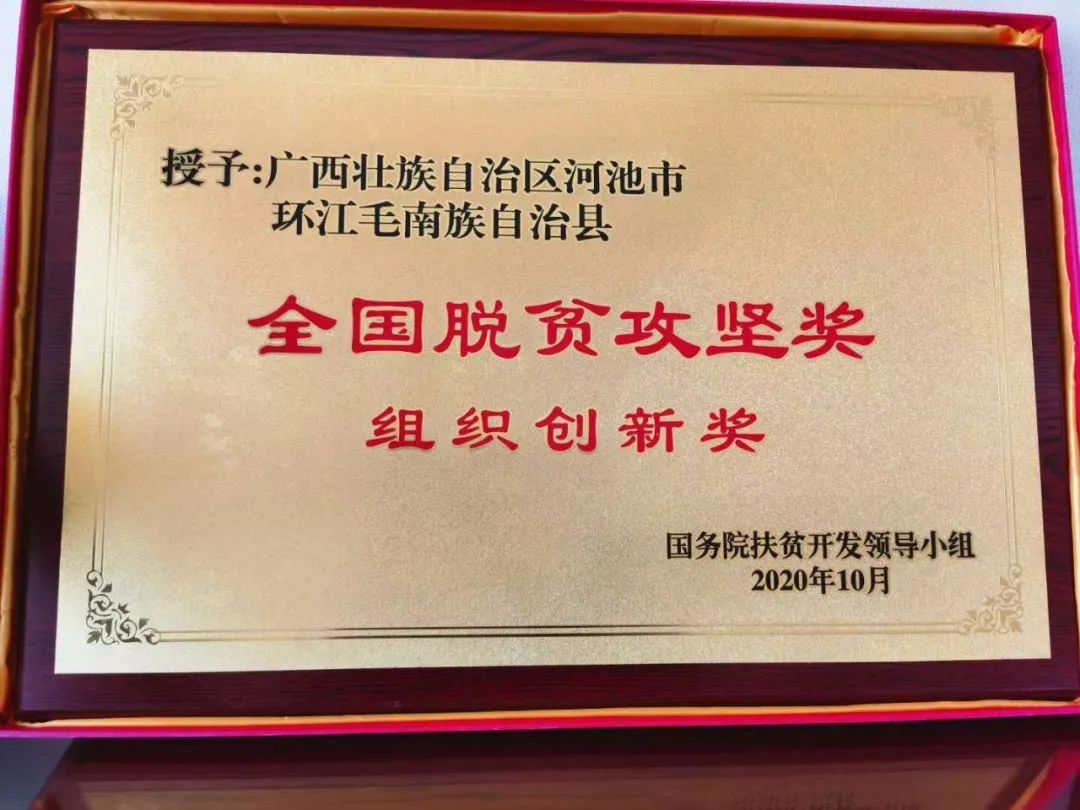 授予:广西壮族自治区河池市
环江毛南族自治县
全国脱贫攻坚奖
组织创新奖
国务院扶贫开发领导小组
2020年10月